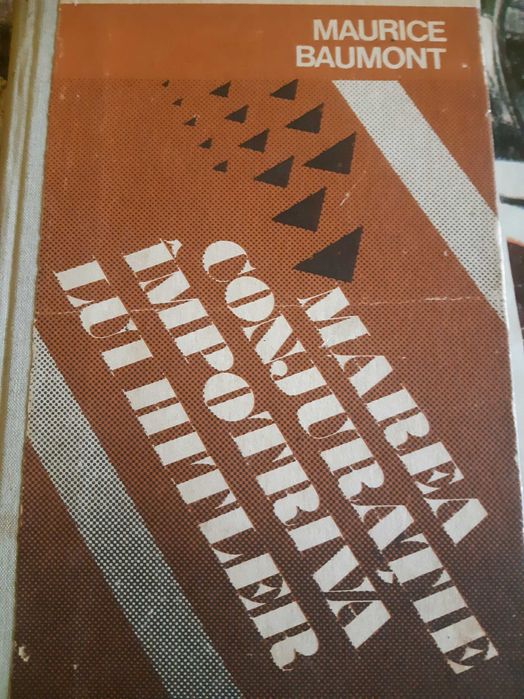 MAURICE
BAUMONT
MAREA
CONJURAȚIE
ÎMPOTRIVA
LUI HITLER